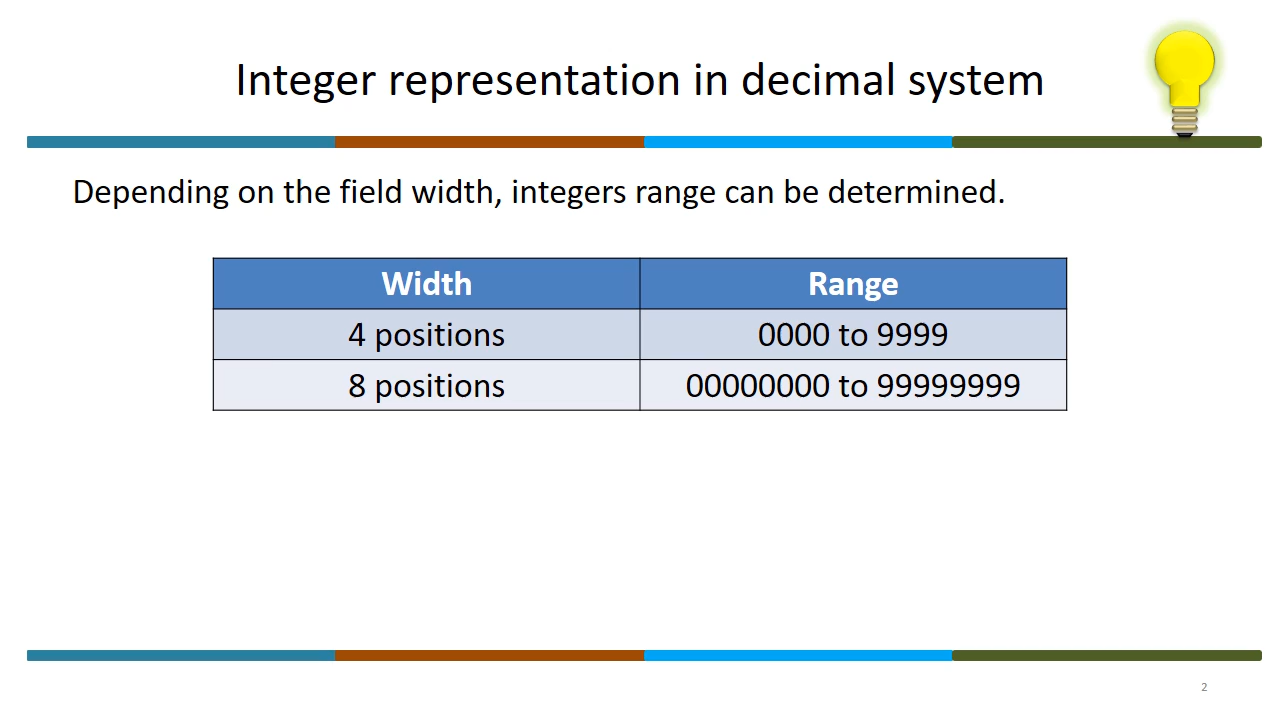 Integer representation in decimal system
Depending on the field width, integers range can be determined.
Width Range
4 positions 0000 to 9999
8 positions 00000000 to 99999999
2